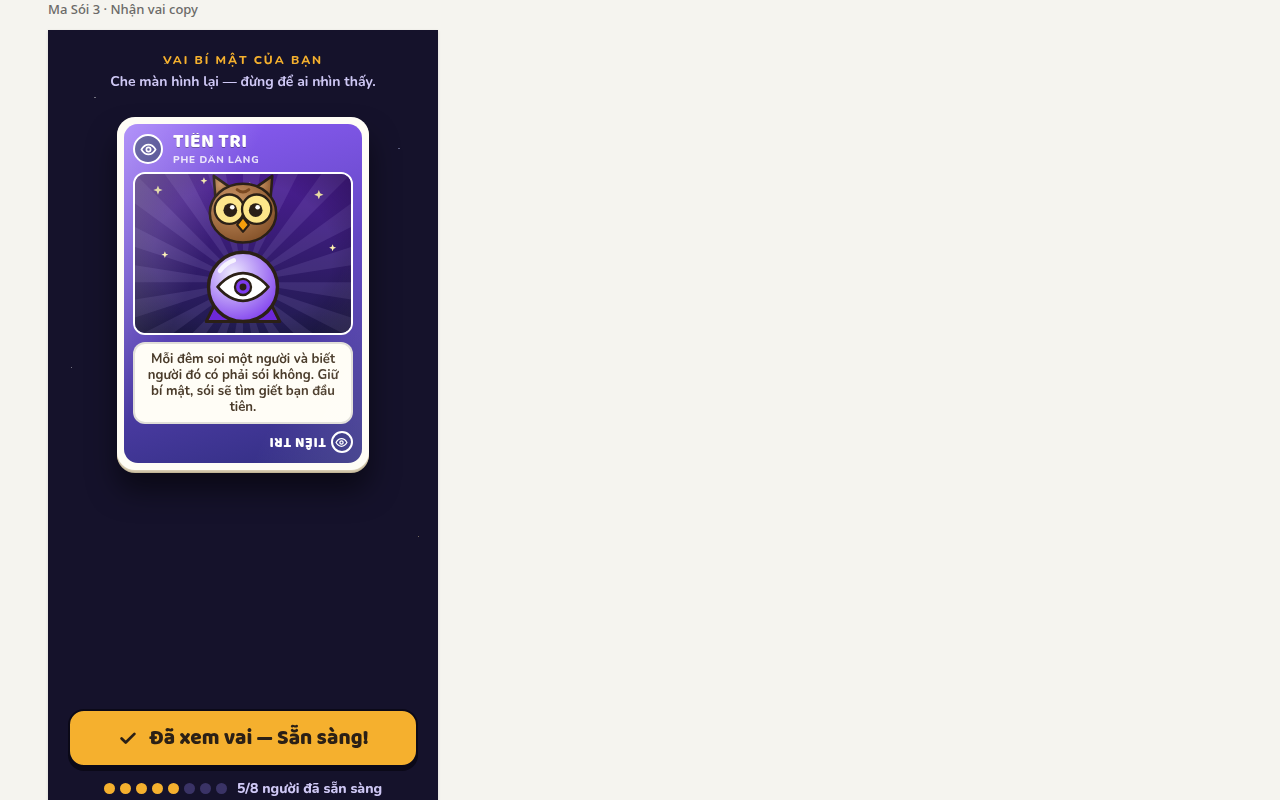 Ma Sói 3 · Nhận vai copy
VAI BÍ MẬT CỦA BẠN
Che màn hình lại — đừng để ai nhìn thấy.
TIÊN TRI
PHE DÂN LÀNG
Mỗi đêm soi một người và biết
người đó có phải sói không. Giữ
bí mật, sói sẽ tìm giết bạn đầu
tiên.
TIÊN TRI
Đã xem vai — Sẵn sàng!
5/8 người đã sẵn sàng